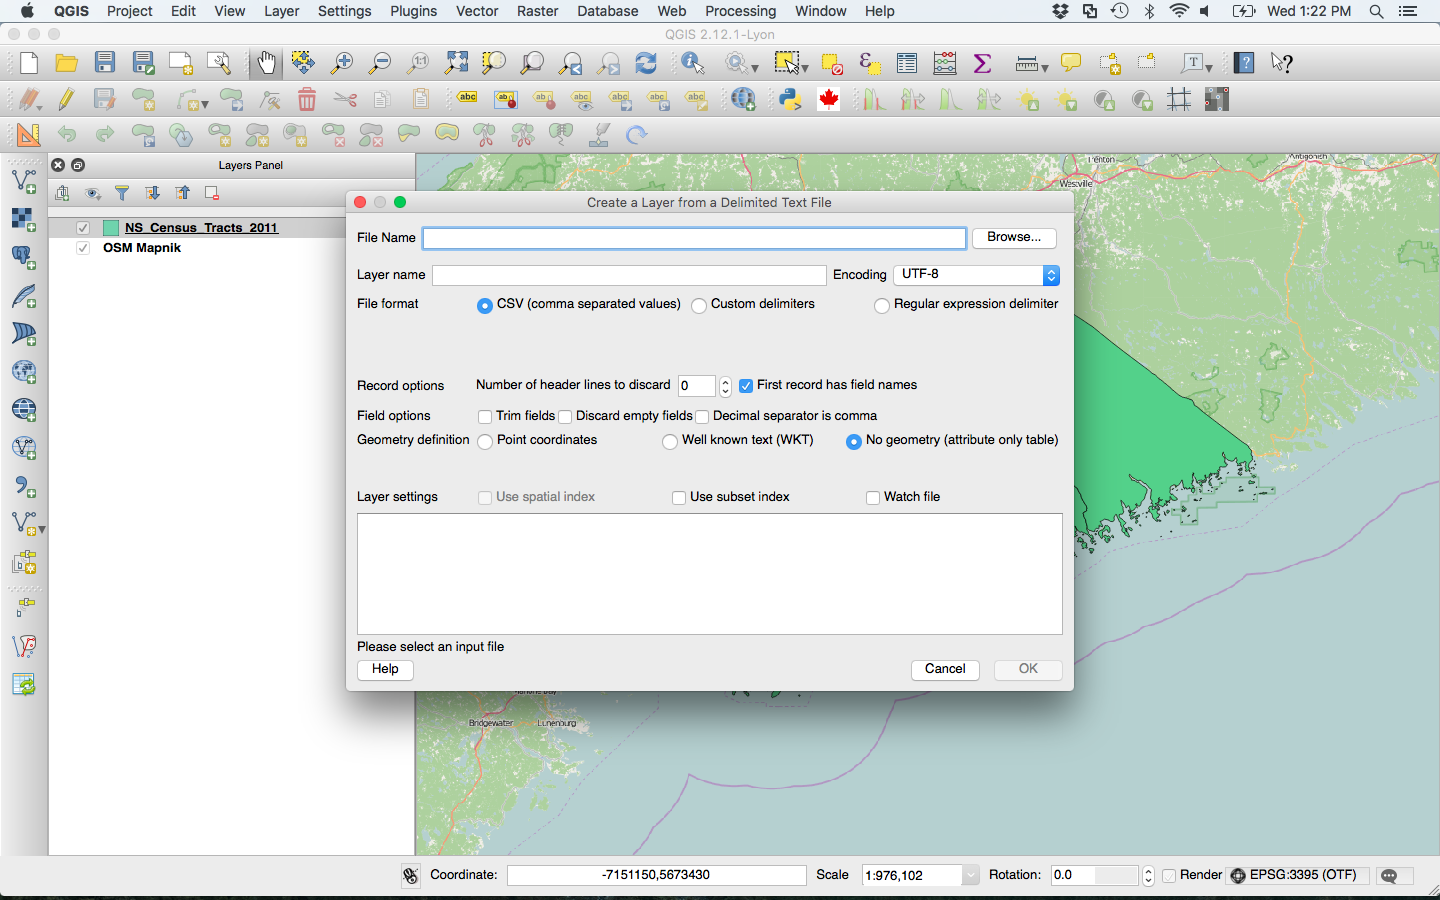 QGIS Project Edit View Layer Settings Plugins Vector Raster Database Web Processing Window Help Wed 1:22 PM
QGIS 2.12.1-Lyon
1:1
T
?
abc
Layers Panel
Trenton
Antigonish
Westville
NS_Census_Tracts_2011
OSM Mapnik
Create a Layer from a Delimited Text File
File Name
Browse...
Layer name
Encoding UTF-8
File format CSV (comma separated values) Custom delimiters Regular expression delimiter
Record options Number of header lines to discard 0 First record has field names
Field options Trim fields Discard empty fields Decimal separator is comma
Geometry definition Point coordinates Well known text (WKT) No geometry (attribute only table)
Layer settings Use spatial index Use subset index Watch file
Please select an input file
Help Cancel OK
Bridgewater Lunenburg
Coordinate: -7151150,5673430 Scale 1:976,102 Rotation: 0.0 Render EPSG:3395 (OTF)